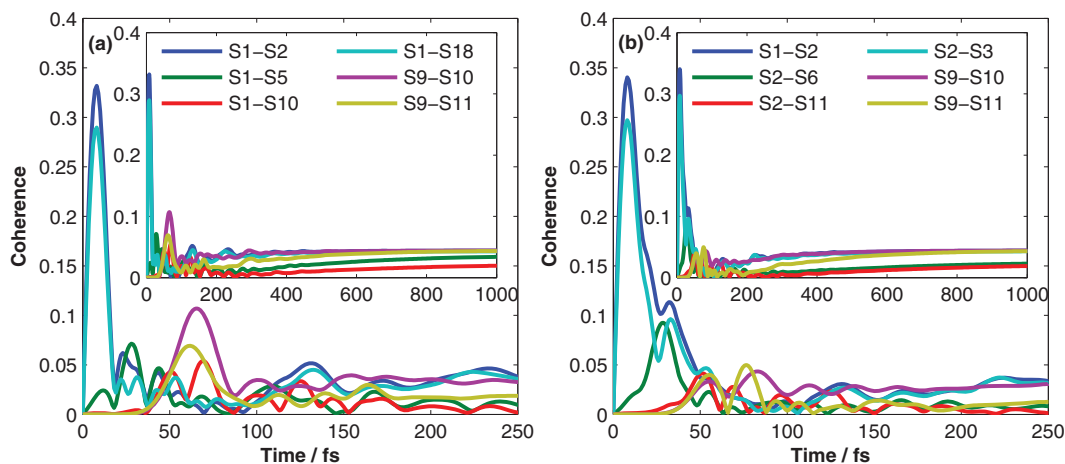 (a)
S1–S2
S1–S18
S1–S5
S9–S10
S1–S10
S9–S11
Coherence
0.4
0.35
0.3
0.25
0.2
0.15
0.1
0.05
0
0.4
0.3
0.2
0.1
0
0 200 400 600 800 1000
0 50 100 150 200 250
Time / fs
(b)
S1–S2
S2–S3
S2–S6
S9–S10
S2–S11
S9–S11
Coherence
0.4
0.35
0.3
0.25
0.2
0.15
0.1
0.05
0
0.4
0.3
0.2
0.1
0
0 200 400 600 800 1000
0 50 100 150 200 250
Time / fs